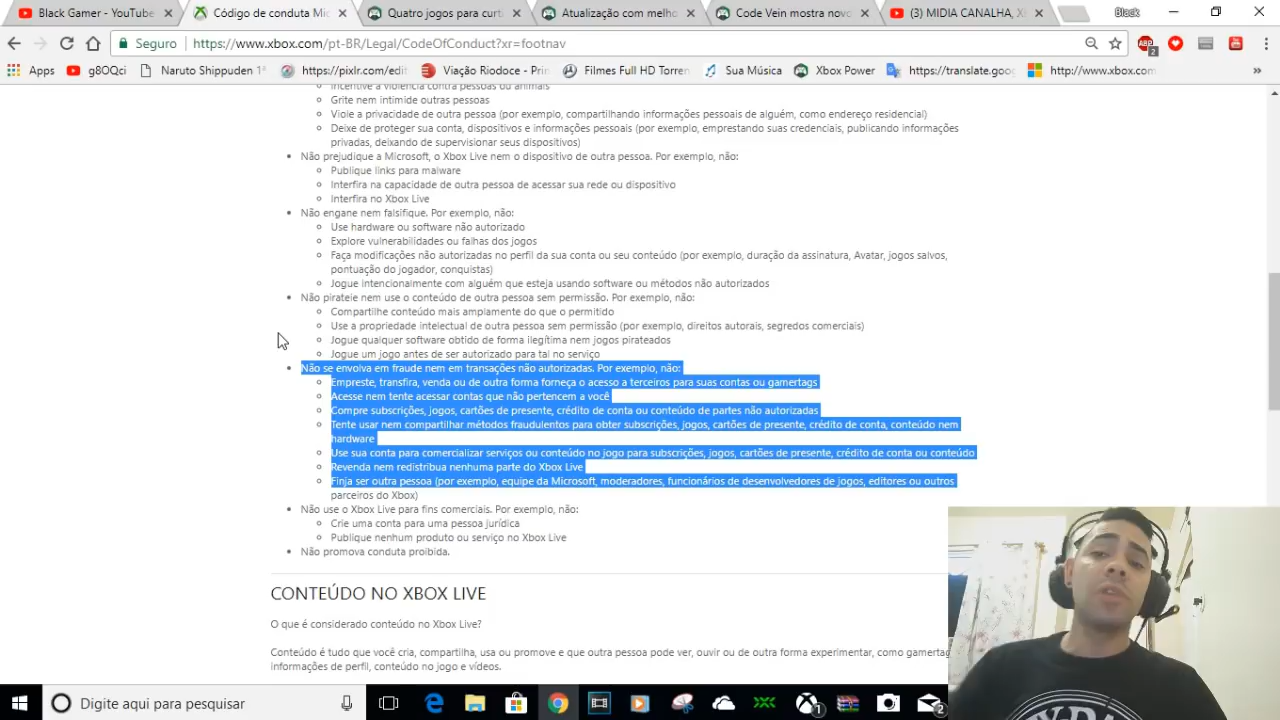 Black Gamer - YouTube
Código de conduta Mi
Quatro jogos para curt
Atualização com melho
Code Vein mostra novo
(3) MIDIA CANALHA, X
Black
Seguro
https://www.xbox.com/pt-BR/Legal/CodeOfConduct?xr=footnav
ABP
2
Apps
g8OQci
Naruto Shippuden 1ª
https://pixlr.com/edit
Viação Riodoce - Prin
Filmes Full HD Torren
Sua Música
Xbox Power
https://translate.goog
http://www.xbox.com
»
Incentive a violência contra pessoas ou animais
Grite nem intimide outras pessoas
Viole a privacidade de outra pessoa (por exemplo, compartilhando informações pessoais de alguém, como endereço residencial)
Deixe de proteger sua conta, dispositivos e informações pessoais (por exemplo, emprestando suas credenciais, publicando informações
privadas, deixando de supervisionar seus dispositivos)
Não prejudique a Microsoft, o Xbox Live nem o dispositivo de outra pessoa. Por exemplo, não:
Publique links para malware
Interfira na capacidade de outra pessoa de acessar sua rede ou dispositivo
Interfira no Xbox Live
Não engane nem falsifique. Por exemplo, não:
Use hardware ou software não autorizado
Explore vulnerabilidades ou falhas dos jogos
Faça modificações não autorizadas no perfil da sua conta ou seu conteúdo (por exemplo, duração da assinatura, Avatar, jogos salvos,
pontuação do jogador, conquistas)
Jogue intencionalmente com alguém que esteja usando software ou métodos não autorizados
Não pirateie nem use o conteúdo de outra pessoa sem permissão. Por exemplo, não:
Compartilhe conteúdo mais amplamente do que o permitido
Use a propriedade intelectual de outra pessoa sem permissão (por exemplo, direitos autorais, segredos comerciais)
Jogue qualquer software obtido de forma ilegítima nem jogos pirateados
Jogue um jogo antes de ser autorizado para tal no serviço
Não se envolva em fraude nem em transações não autorizadas. Por exemplo, não:
Empreste, transfira, venda ou de outra forma forneça o acesso a terceiros para suas contas ou gamertags
Acesse nem tente acessar contas que não pertencem a você
Compre subscrições, jogos, cartões de presente, crédito de conta ou conteúdo de partes não autorizadas
Tente usar nem compartilhar métodos fraudulentos para obter subscrições, jogos, cartões de presente, crédito de conta, conteúdo nem
hardware
Use sua conta para comercializar serviços ou conteúdo no jogo para subscrições, jogos, cartões de presente, crédito de conta ou conteúdo
Revenda nem redistribua nenhuma parte do Xbox Live
Finja ser outra pessoa (por exemplo, equipe da Microsoft, moderadores, funcionários de desenvolvedores de jogos, editores ou outros
parceiros do Xbox)
Não use o Xbox Live para fins comerciais. Por exemplo, não:
Crie uma conta para uma pessoa jurídica
Publique nenhum produto ou serviço no Xbox Live
Não promova conduta proibida.
CONTEÚDO NO XBOX LIVE
O que é considerado conteúdo no Xbox Live?
Conteúdo é tudo que você cria, compartilha, usa ou promove e que outra pessoa pode ver, ouvir ou de outra forma experimentar, como gamertag
informações de perfil, conteúdo no jogo e vídeos.
Digite aqui para pesquisar
1
2